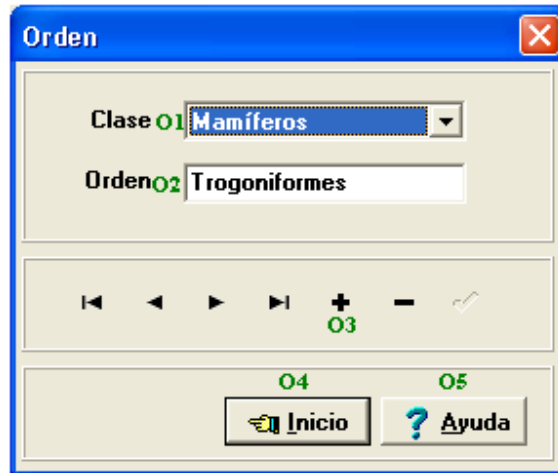 Orden
Clase O1 Mamíferos
Orden O2 Trogoniformes
O3
O4 O5
Inicio ? Ayuda